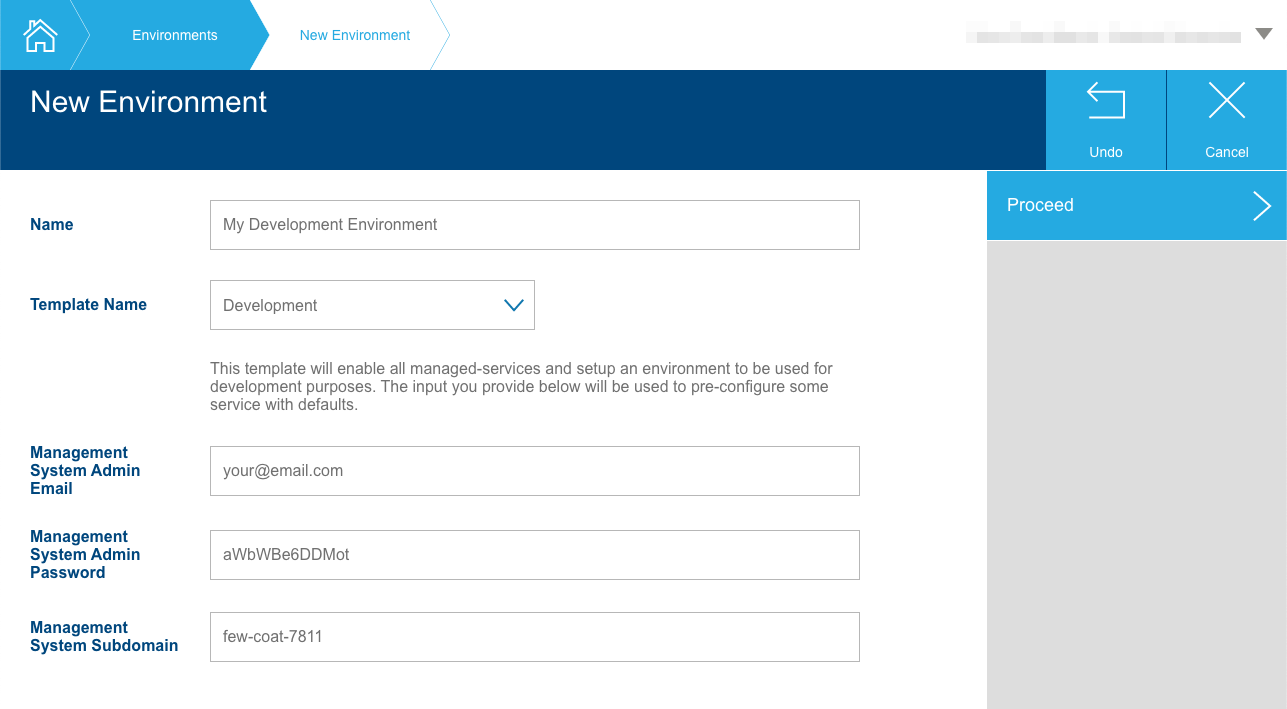 Environments
New Environment
New Environment
Undo
Cancel
Proceed
Name
My Development Environment
Template Name
Development
This template will enable all managed-services and setup an environment to be used for
development purposes. The input you provide below will be used to pre-configure some
service with defaults.
Management
System Admin
Email
your@email.com
Management
System Admin
Password
aWbWBe6DDMot
Management
System Subdomain
few-coat-7811